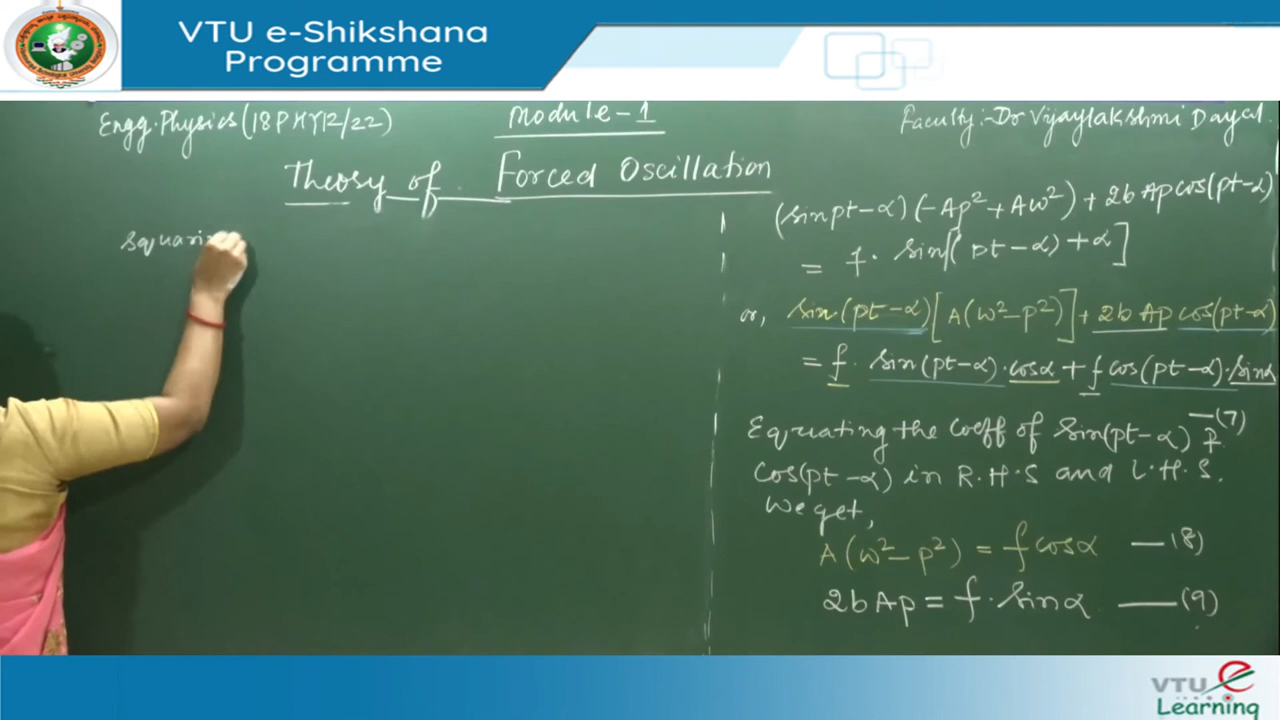 VTU e-Shikshana
Programme
Engg. Physics (18PHY12/22)
Module-1
Faculty:- Dr Vijaylakshmi Dayal.
Theory of Forced Oscillation
Squarin
(sin pt-α) (-Ap²+Aω²) + 2b Ap cos(pt-α)
= f. sin[(pt-α)+α]
or, sin(pt-α)[A(ω²-p²)] + 2b Ap cos(pt-α)
= f. sin(pt-α).cosα + f cos(pt-α).sinα
—(7)
Equating the coeff of Sin(pt-α) &
Cos(pt-α) in R.H.S and L.H.S.
We get,
A(ω²-p²) = f cosα —(8)
2b Ap = f. Sinα —(9)
VTU e
Learning